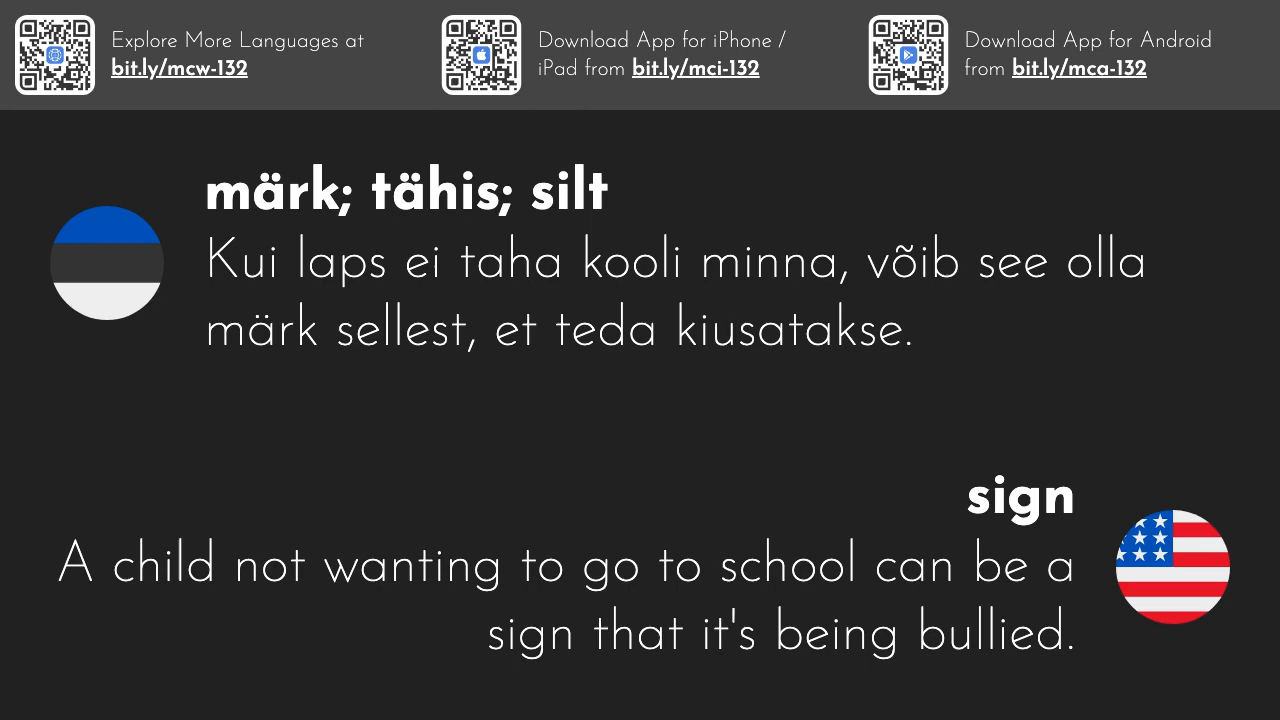 Explore More Languages at
bit.ly/mcw-132
Download App for iPhone /
iPad from bit.ly/mci-132
Download App for Android
from bit.ly/mca-132
märk; tähis; silt
Kui laps ei taha kooli minna, võib see olla
märk sellest, et teda kiusatakse.
sign
A child not wanting to go to school can be a
sign that it's being bullied.